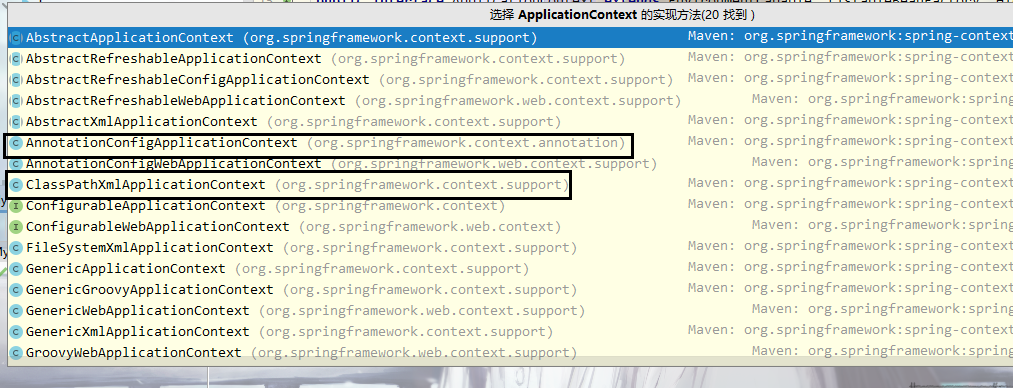 选择 ApplicationContext 的实现方法(20 找到 )
AbstractApplicationContext (org.springframework.context.support) Maven: org.springframework:spring-context
AbstractRefreshableApplicationContext (org.springframework.context.support) Maven: org.springframework:spring-context
AbstractRefreshableConfigApplicationContext (org.springframework.context.support) Maven: org.springframework:spring-context
AbstractRefreshableWebApplicationContext (org.springframework.web.context.support) Maven: org.springframework:spring
AbstractXmlApplicationContext (org.springframework.context.support) Maven: org.springframework:spring-context
AnnotationConfigApplicationContext (org.springframework.context.annotation) Maven: org.springframework:spring-context
AnnotationConfigWebApplicationContext (org.springframework.web.context.support) Maven: org.springframework:spring
ClassPathXmlApplicationContext (org.springframework.context.support) Maven: org.springframework:spring-context
ConfigurableApplicationContext (org.springframework.context) Maven: org.springframework:spring-context
ConfigurableWebApplicationContext (org.springframework.web.context) Maven: org.springframework:spring
FileSystemXmlApplicationContext (org.springframework.context.support) Maven: org.springframework:spring-context
GenericApplicationContext (org.springframework.context.support) Maven: org.springframework:spring-context
GenericGroovyApplicationContext (org.springframework.context.support) Maven: org.springframework:spring-context
GenericWebApplicationContext (org.springframework.web.context.support) Maven: org.springframework:spring
GenericXmlApplicationContext (org.springframework.context.support) Maven: org.springframework:spring-context
GroovyWebApplicationContext (org.springframework.web.context.support) Maven: org.springframework:spring